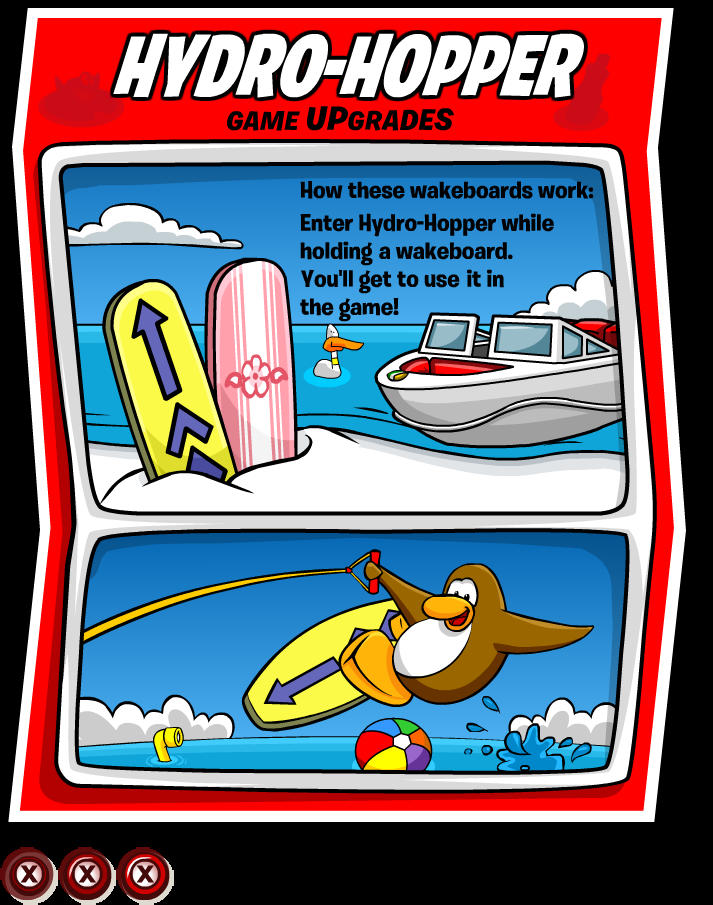 HYDRO-HOPPER
GAME UPGRADES
How these wakeboards work:
Enter Hydro-Hopper while
holding a wakeboard.
You'll get to use it in
the game!
X X X